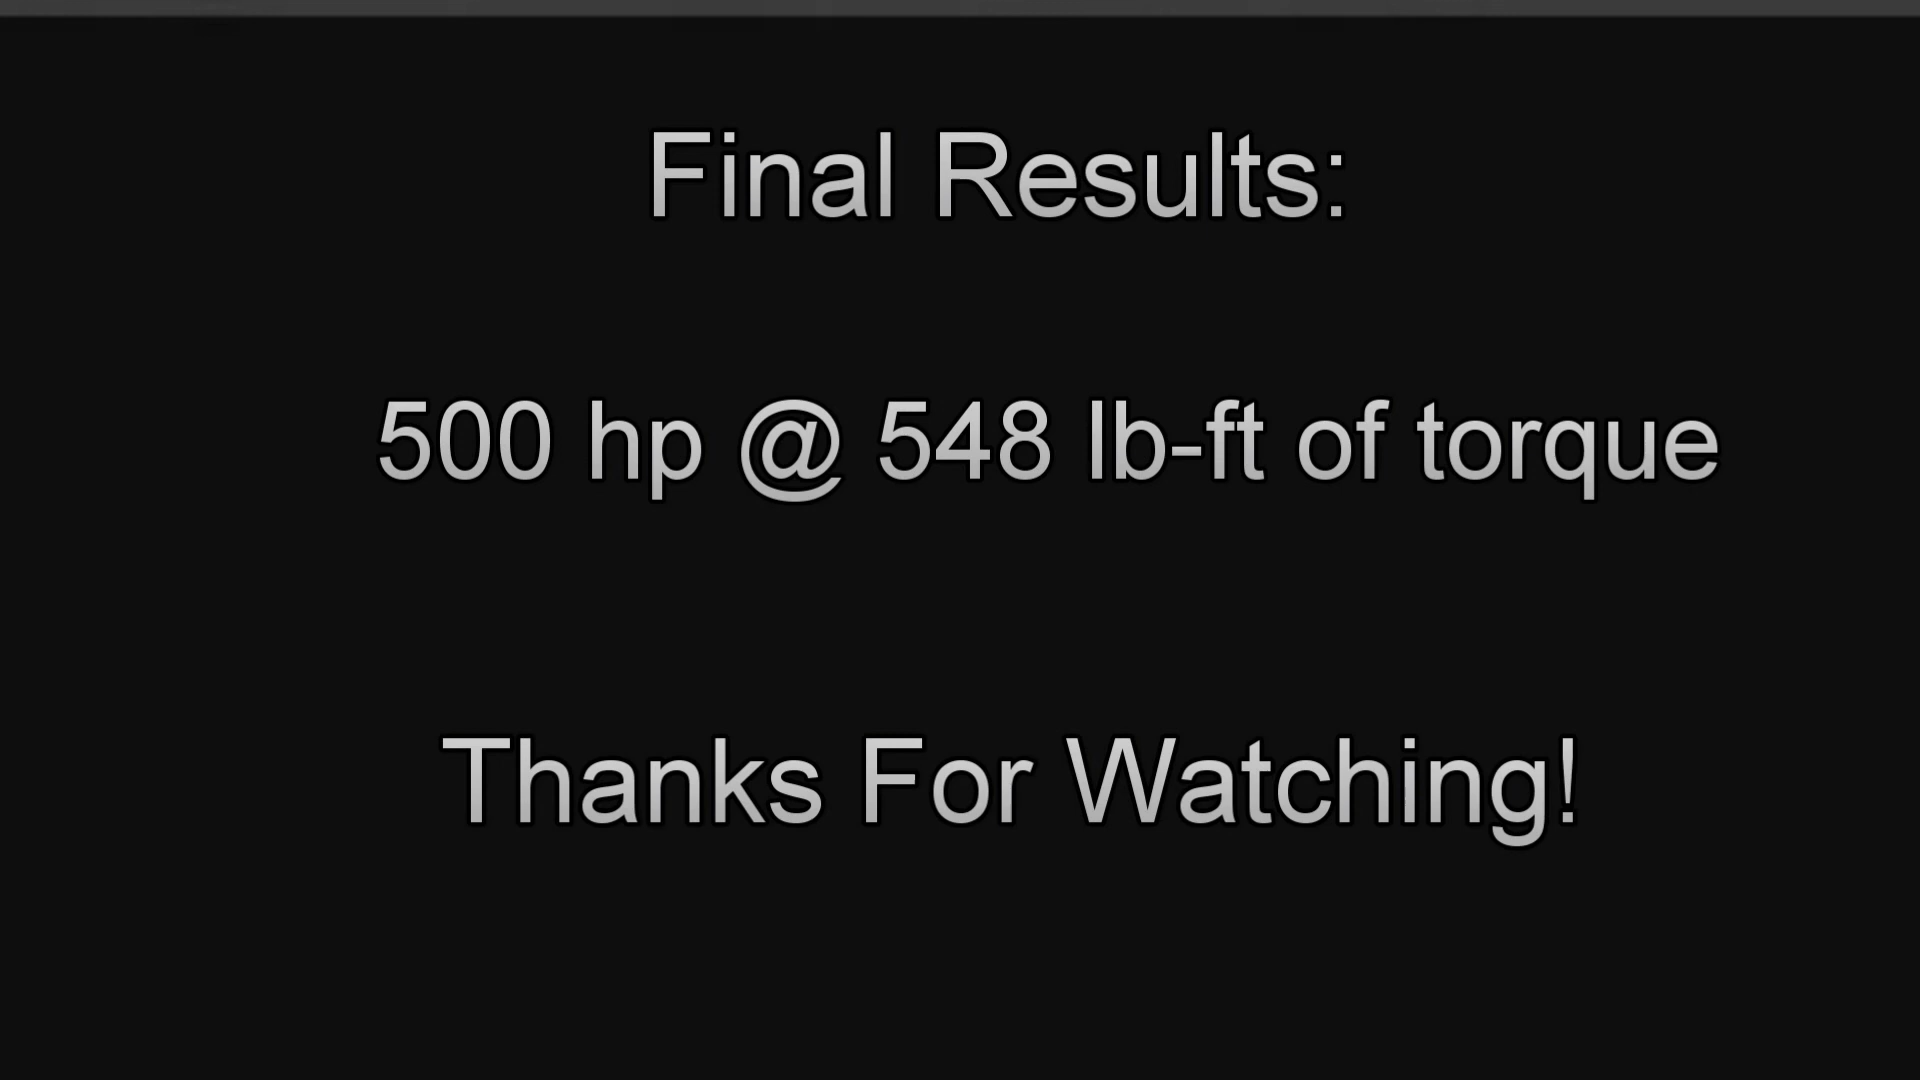 Final Results:
500 hp @ 548 lb-ft of torque
Thanks For Watching!